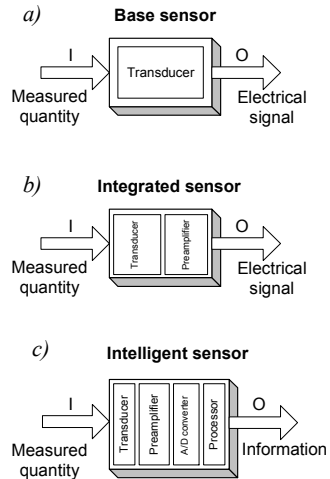 a)
Base sensor
I
Transducer
O
Measured
quantity
Electrical
signal
b)
Integrated sensor
I
Transducer
Preamplifier
O
Measured
quantity
Electrical
signal
c)
Intelligent sensor
I
Transducer
Preamplifier
A/D converter
Processor
O
Measured
quantity
Information